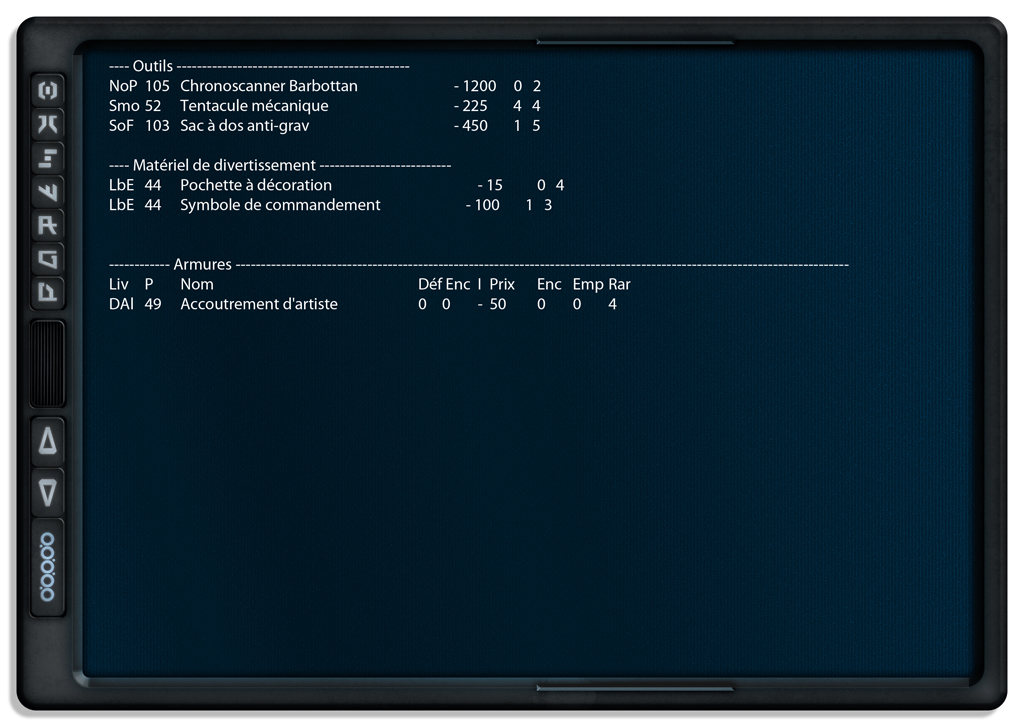 ---- Outils -----------------------------------------------
NoP 105 Chronoscanner Barbottan - 1200 0 2
Smo 52 Tentacule mécanique - 225 4 4
SoF 103 Sac à dos anti-grav - 450 1 5
---- Matériel de divertissement --------------------------
LbE 44 Pochette à décoration - 15 0 4
LbE 44 Symbole de commandement - 100 1 3
------------ Armures ----------------------------------------------------------------------------------------------------------------------------
Liv P Nom Déf Enc I Prix Enc Emp Rar
DAI 49 Accoutrement d'artiste 0 0 - 50 0 0 4